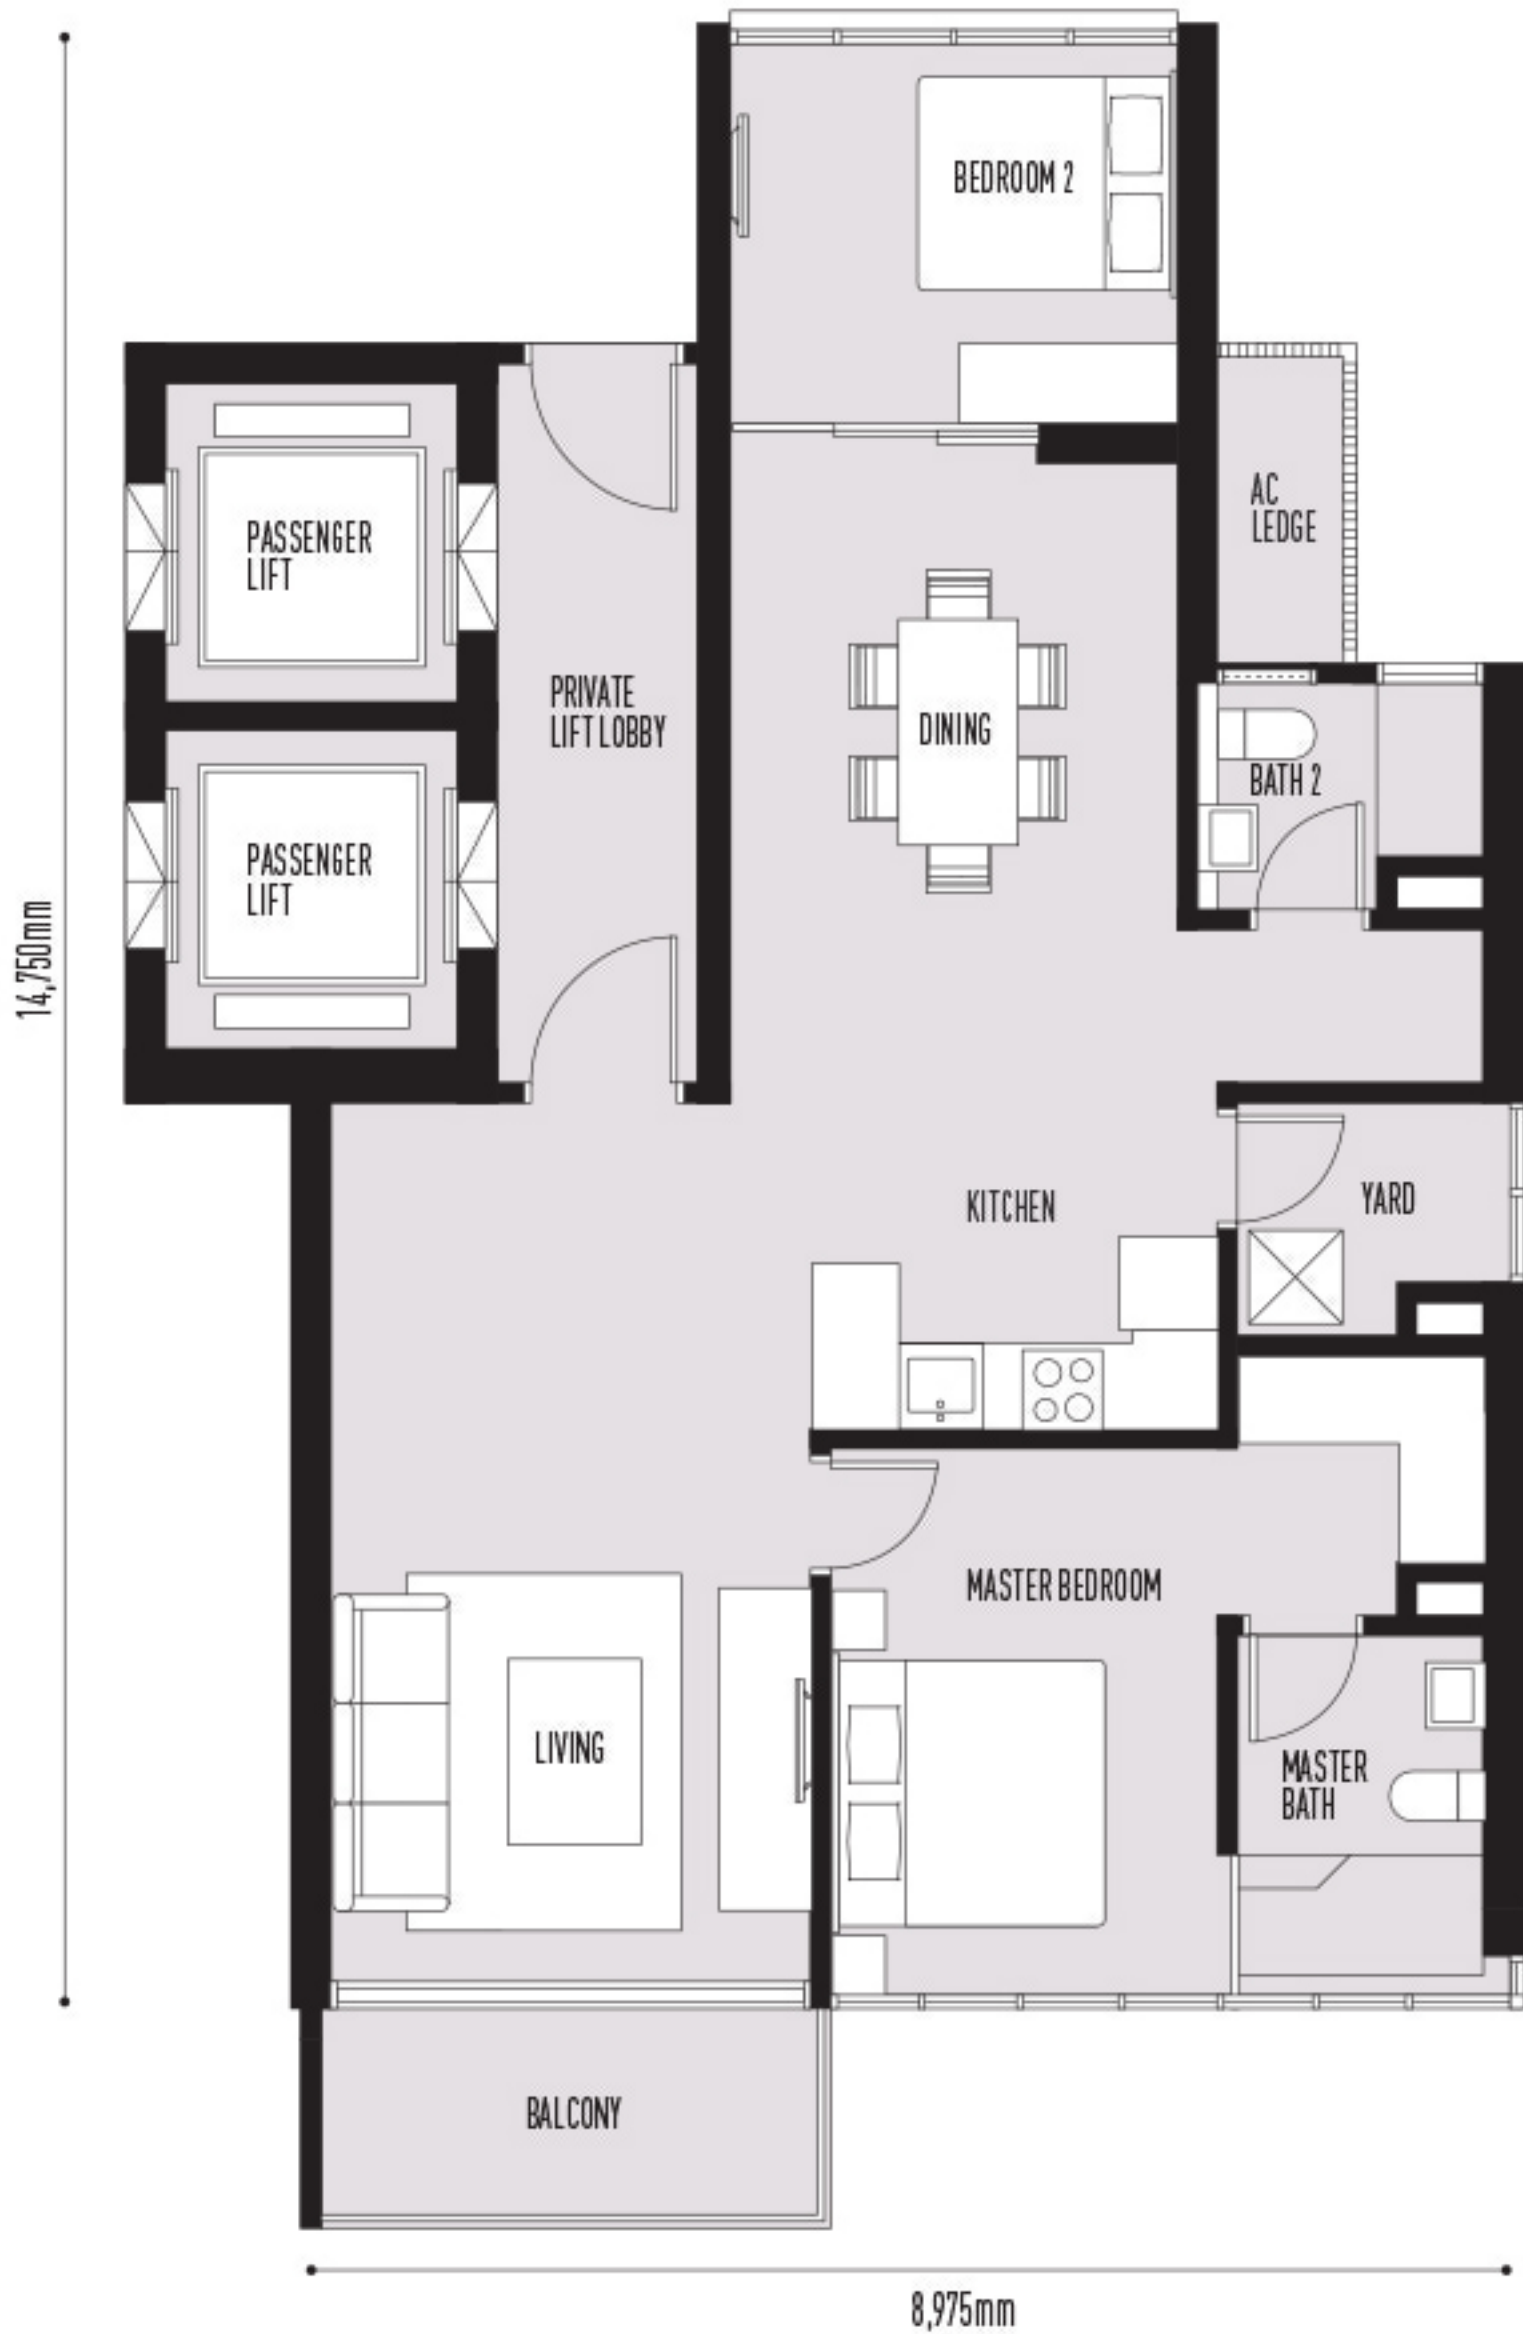 BEDROOM 2
AC
LEDGE
PASSENGER
LIFT
PRIVATE
LIFT LOBBY
DINING
BATH 2
PASSENGER
LIFT
14,750mm
KITCHEN
YARD
MASTER BEDROOM
LIVING
MASTER
BATH
BALCONY
8,975mm